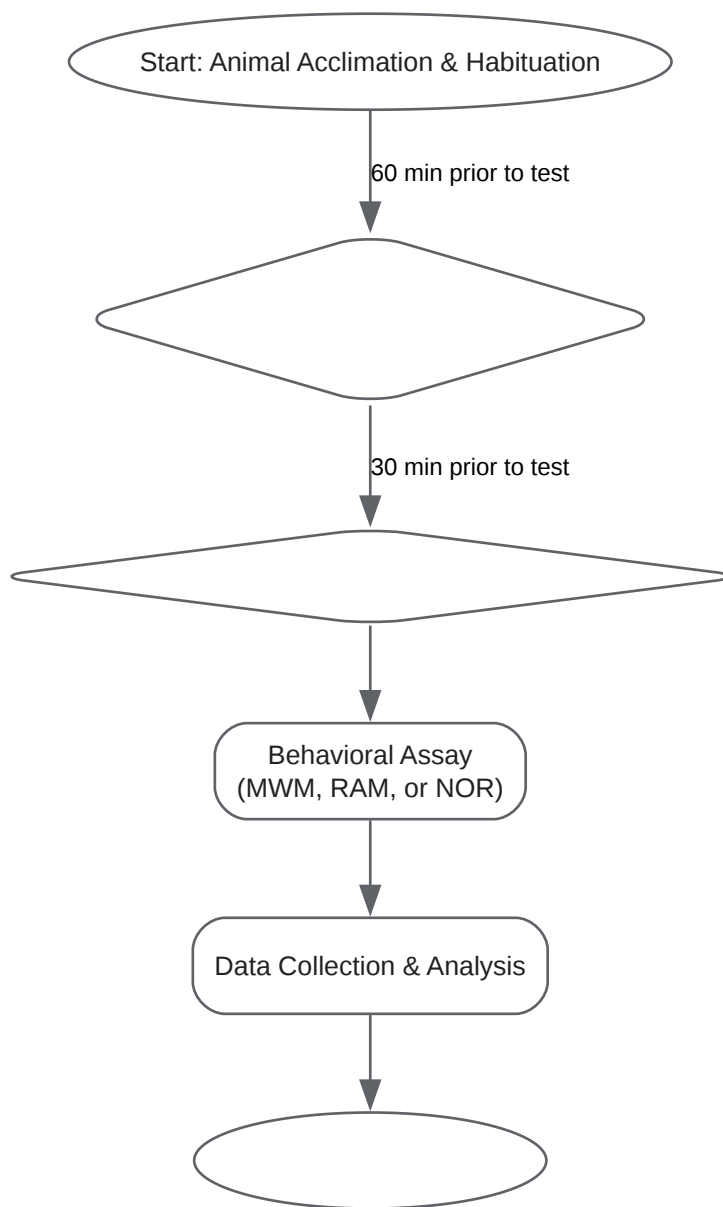 Start: Animal Acclimation & Habituation
60 min prior to test
30 min prior to test
Behavioral Assay
(MWM, RAM, or NOR)
Data Collection & Analysis